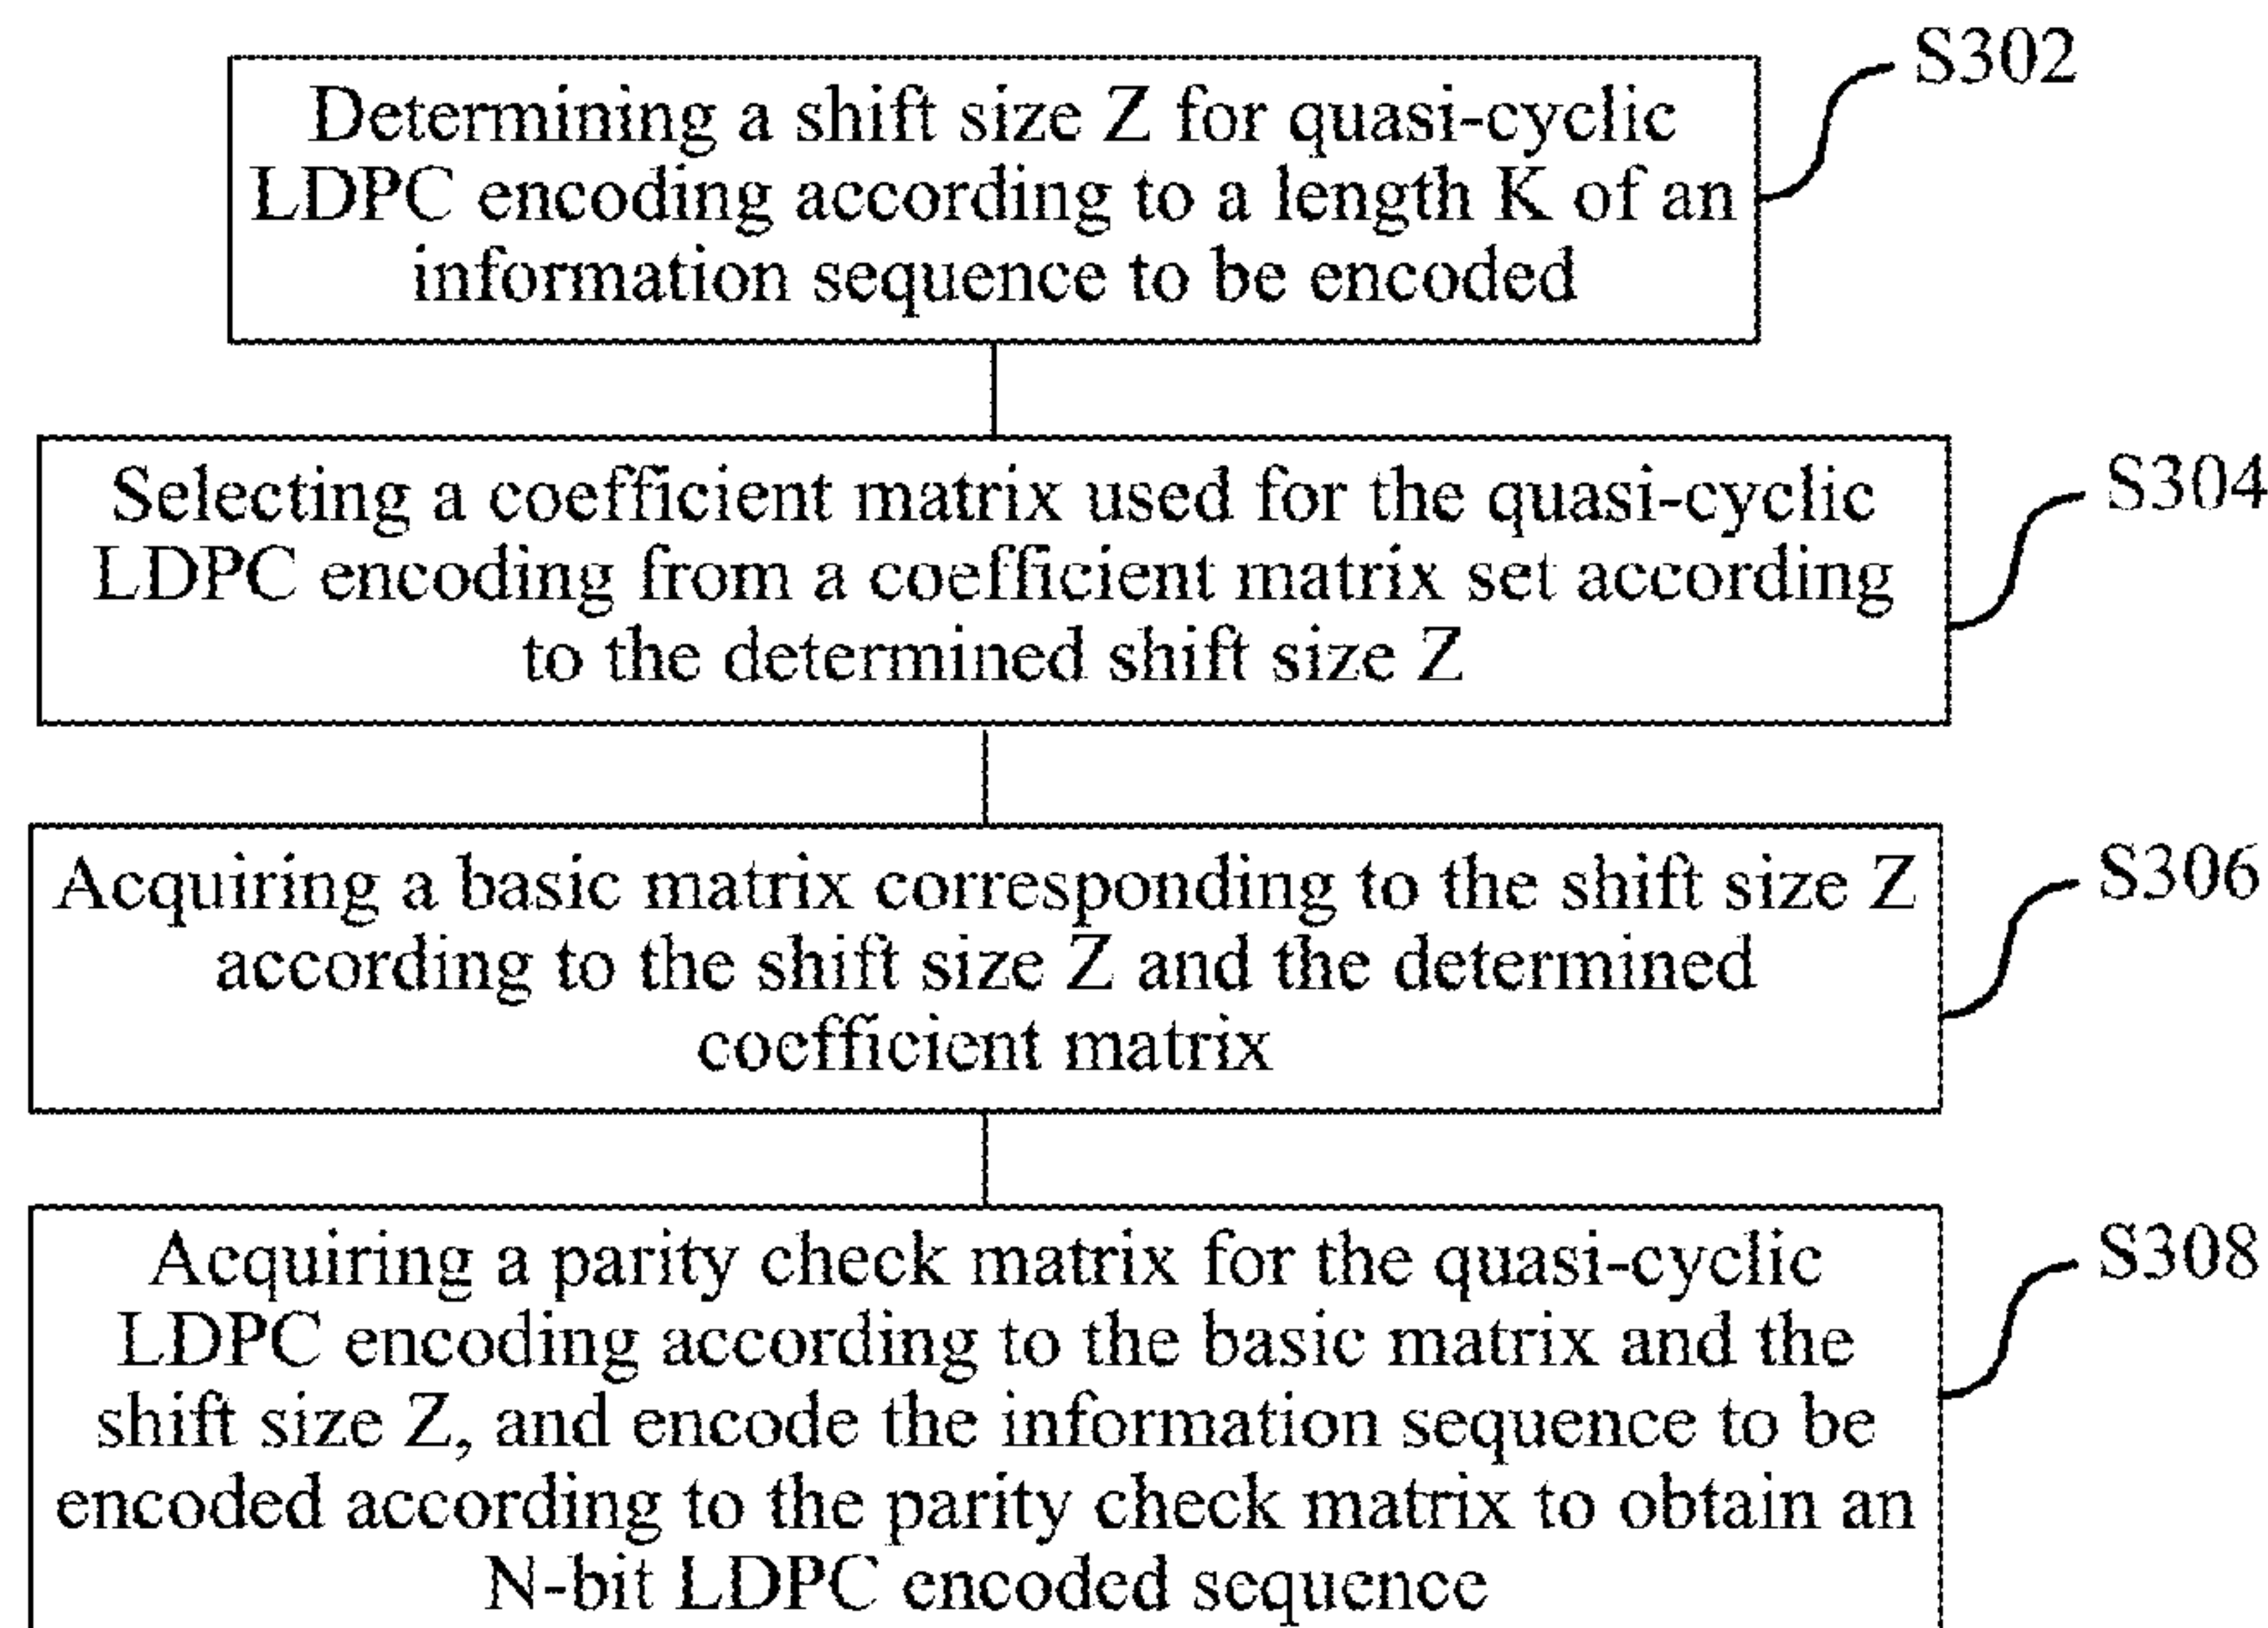 S302
Determining a shift size Z for quasi-cyclic
LDPC encoding according to a length K of an
information sequence to be encoded
S304
Selecting a coefficient matrix used for the quasi-cyclic
LDPC encoding from a coefficient matrix set according
to the determined shift size Z
S306
Acquiring a basic matrix corresponding to the shift size Z
according to the shift size Z and the determined
coefficient matrix
S308
Acquiring a parity check matrix for the quasi-cyclic
LDPC encoding according to the basic matrix and the
shift size Z, and encode the information sequence to be
encoded according to the parity check matrix to obtain an
N-bit LDPC encoded sequence